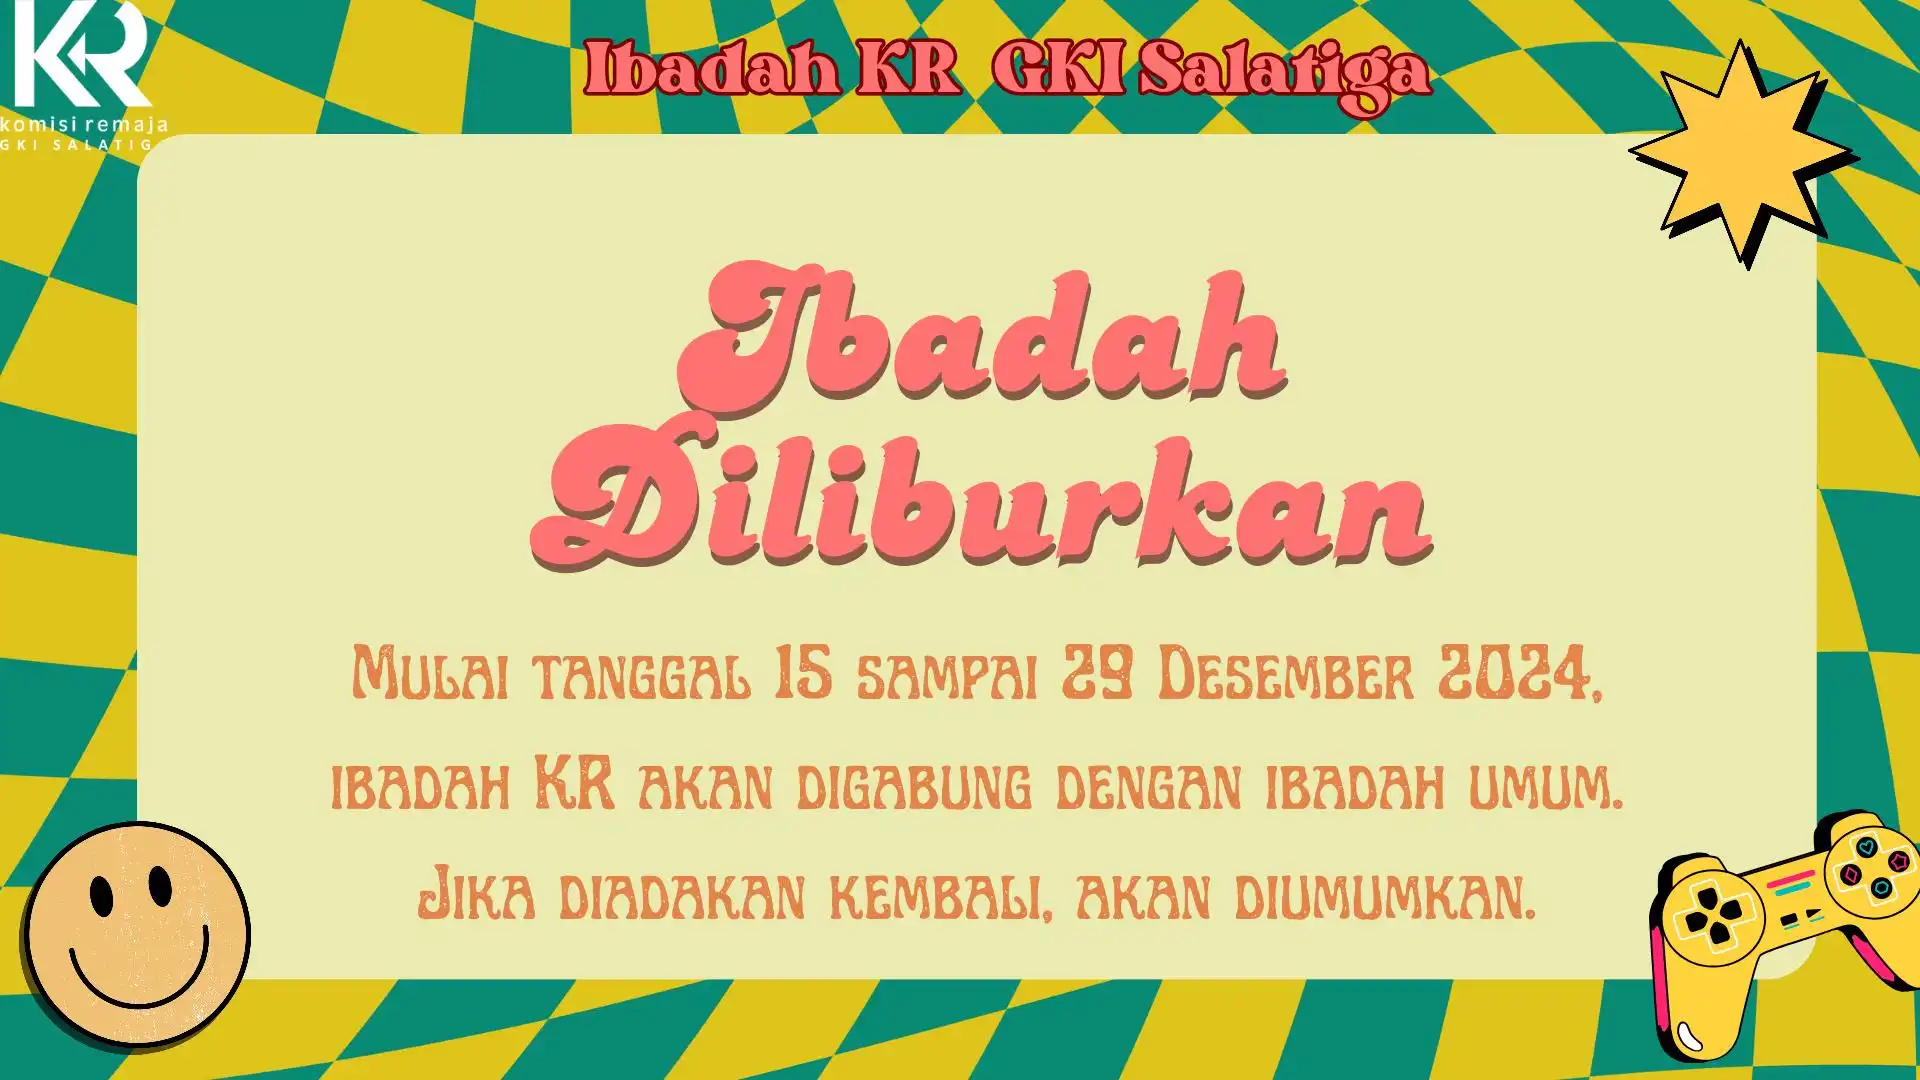 KR
komisi remaja
GKI SALATIG
Ibadah KR GKI Salatiga
Ibadah
Diliburkan
Mulai tanggal 15 sampai 29 Desember 2024,
ibadah KR akan digabung dengan ibadah umum.
Jika diadakan kembali, akan diumumkan.